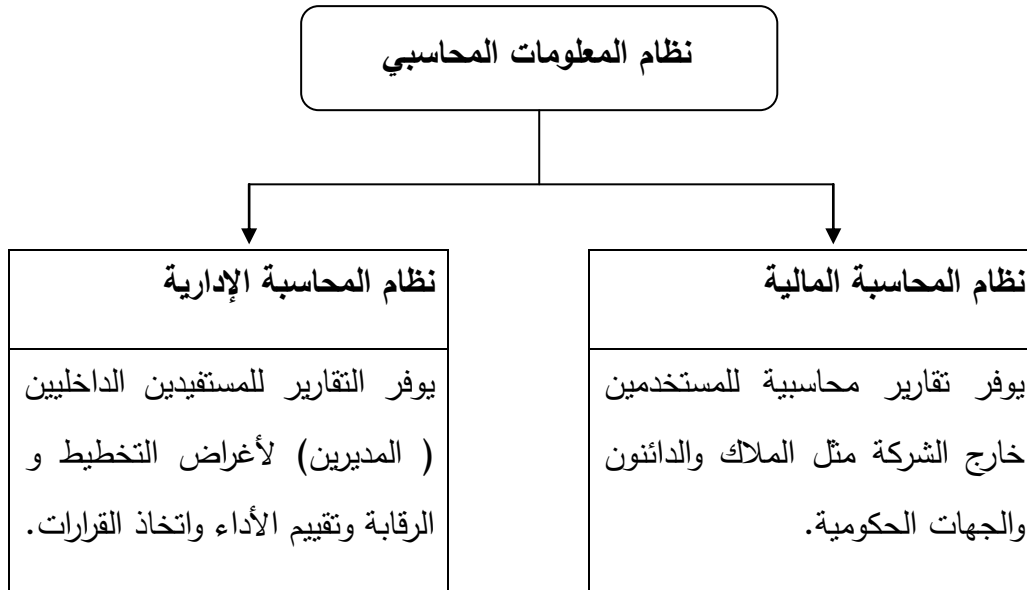 نظام المعلومات المحاسبي
نظام المحاسبة المالية
يوفر تقارير محاسبية للمستخدمين
خارج الشركة مثل الملاك والدائنون
والجهات الحكومية.
نظام المحاسبة الإدارية
يوفر التقارير للمستفيدين الداخليين
( المديرين) لأغراض التخطيط و
الرقابة وتقييم الأداء واتخاذ القرارات.